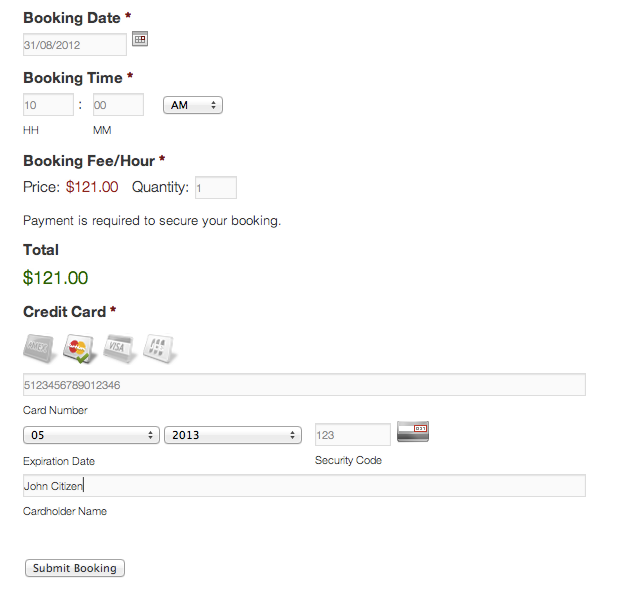 Booking Date *
31/08/2012
Booking Time *
10 : 00 AM
HH MM
Booking Fee/Hour *
Price: $121.00 Quantity: 1
Payment is required to secure your booking.
Total
$121.00
Credit Card *
AMEX VISA
5123456789012346
Card Number
05 2013 123
Expiration Date Security Code
John Citizen
Cardholder Name
Submit Booking